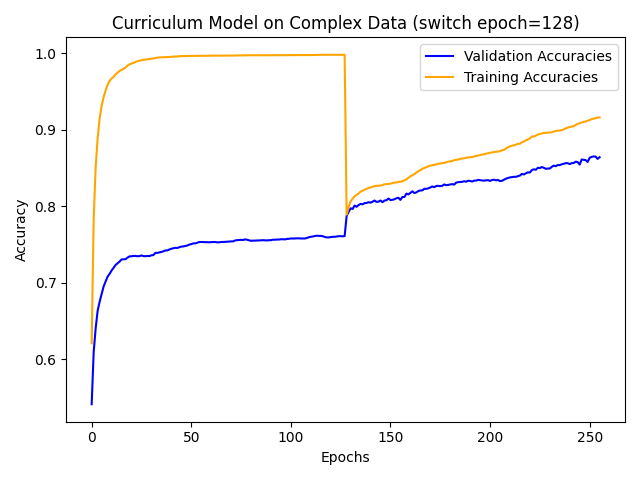 Curriculum Model on Complex Data (switch epoch=128)
Validation Accuracies
Training Accuracies
1.0
0.9
0.8
0.7
0.6
Accuracy
0 50 100 150 200 250
Epochs